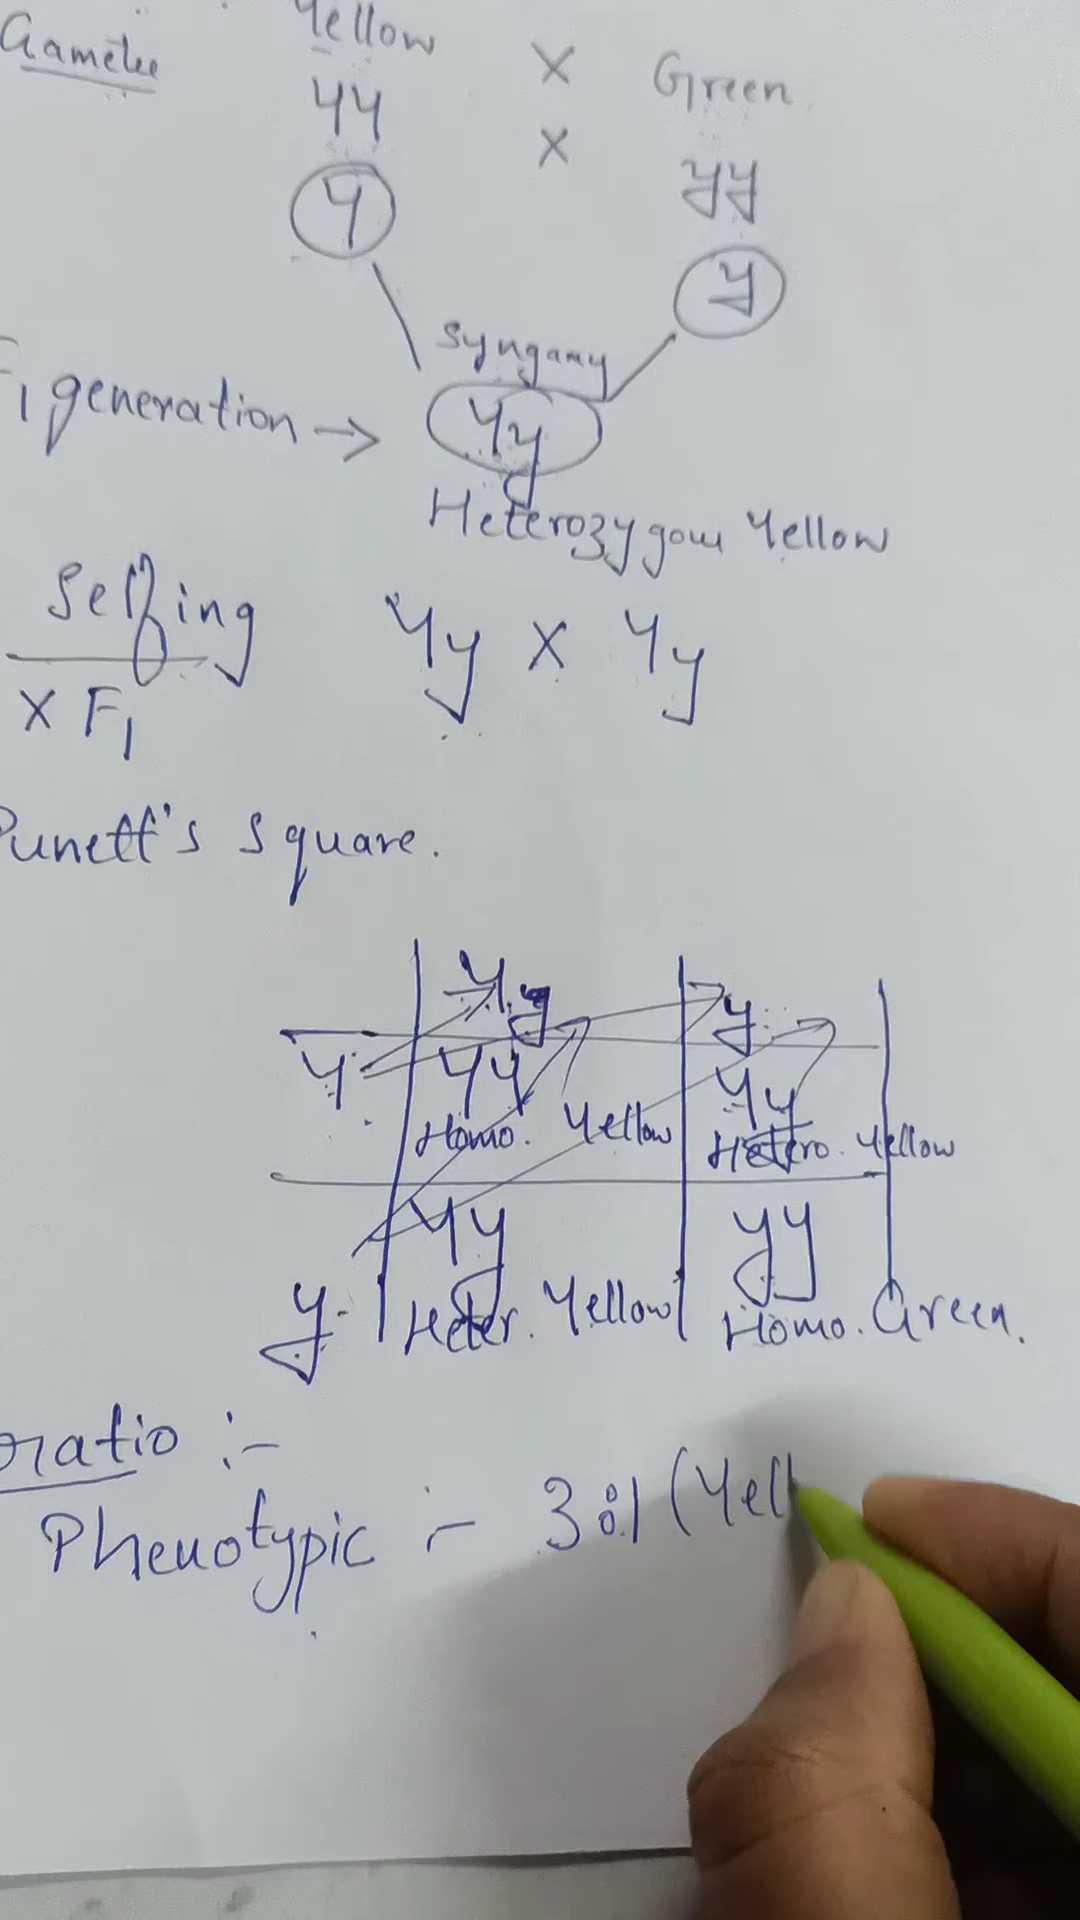 Gamete Yellow X Green
YY X yy
Y y
Syngamy
F1 generation → Yy
Heterozygous Yellow
Selfing Yy X Yy
X F1
Punett's square.
Y y
Y YY Yy
Homo. Yellow Hetero. Yellow
y Yy yy
Heter. Yellow Homo. Green.
ratio :-
Phenotypic :- 3:1 (Yell